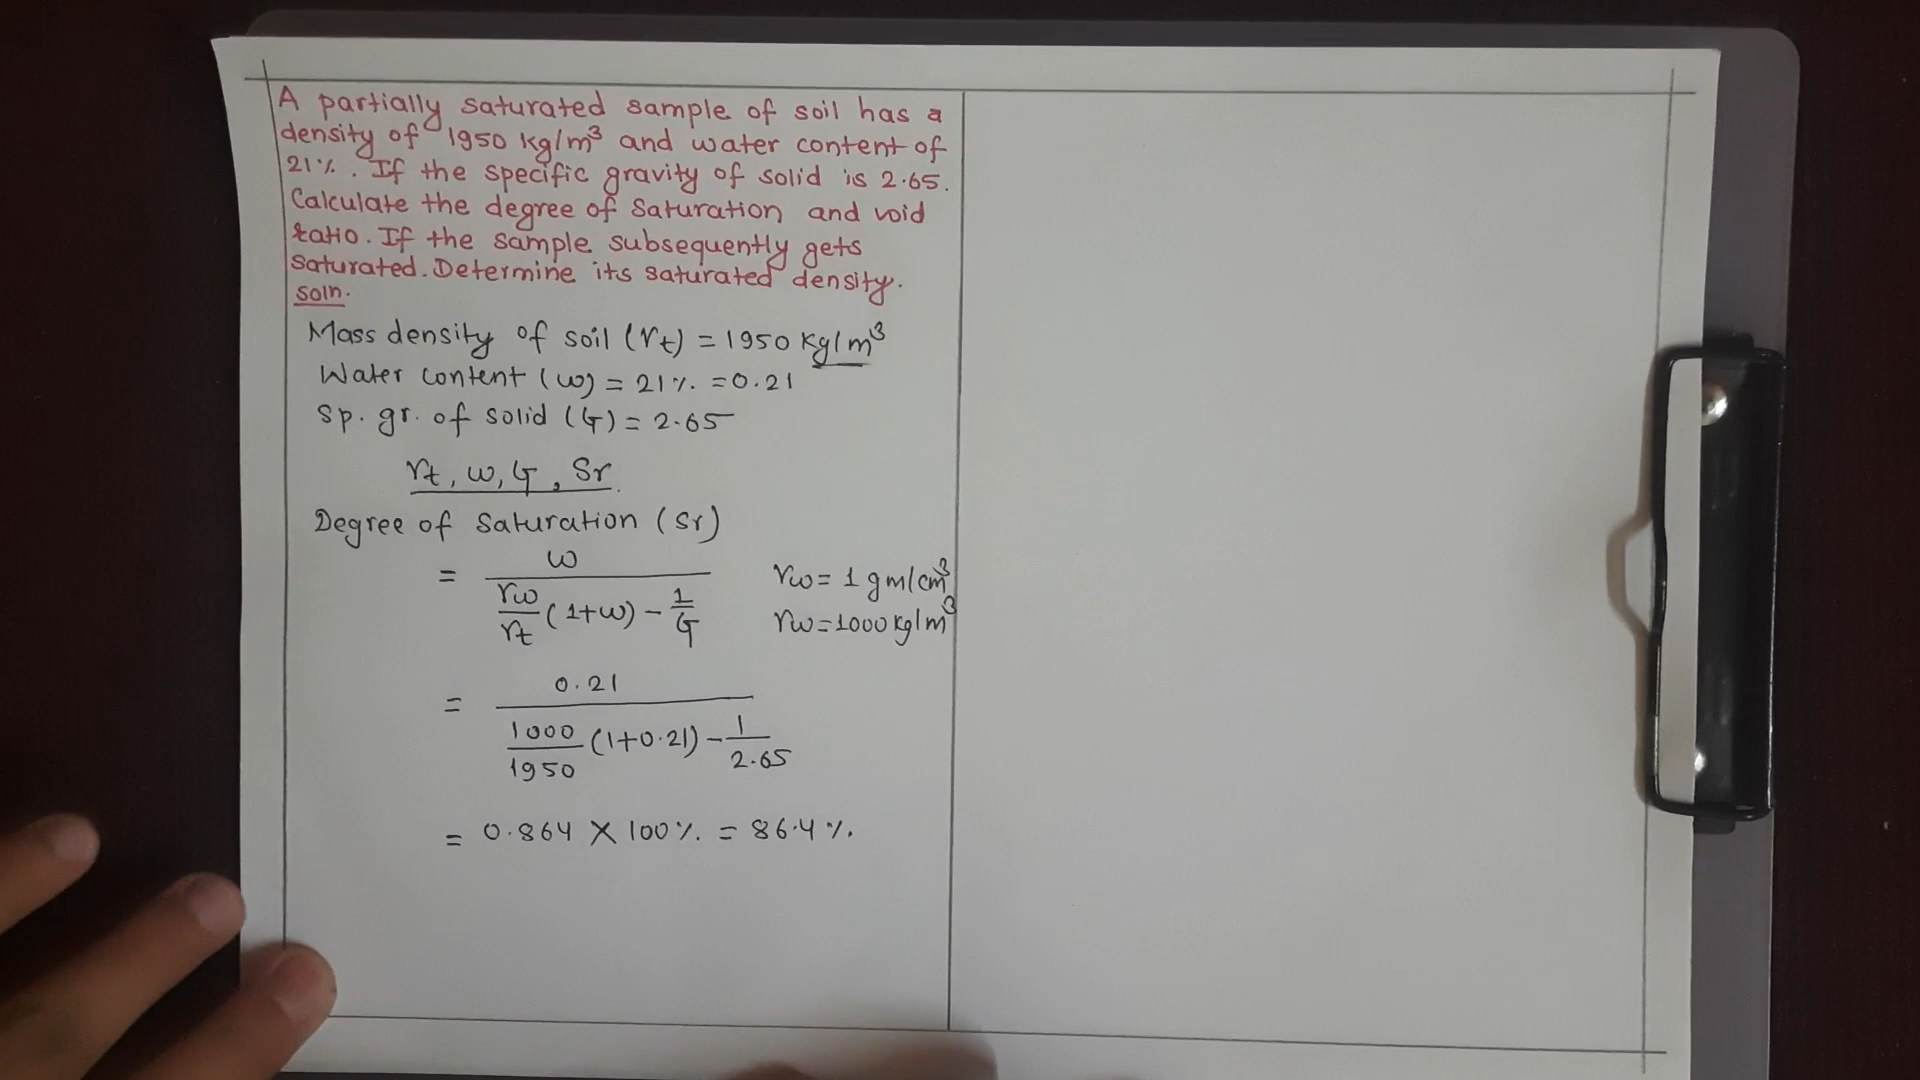 A partially saturated sample of soil has a
density of 1950 kg/m³ and water content of
21%. If the specific gravity of solid is 2.65.
Calculate the degree of saturation and void
ratio. If the sample subsequently gets
saturated. Determine its saturated density.
soln.
Mass density of soil (γt) = 1950 kg/m³
Water content (w) = 21% = 0.21
Sp. gr. of solid (G) = 2.65
γt, w, G, Sr.
Degree of saturation (Sr)
= w / (γw/γt (1+w) - 1/G)
γw = 1 gm/cm³
γw = 1000 kg/m³
= 0.21 / (1000/1950 (1+0.21) - 1/2.65)
= 0.864 × 100% = 86.4%.